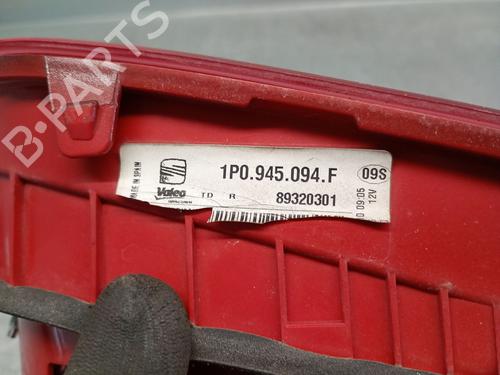 B-PARTS
MADE IN SPAIN
1P0.945.094.F
09S
Valeo
TD R
89320301
09:05
12V